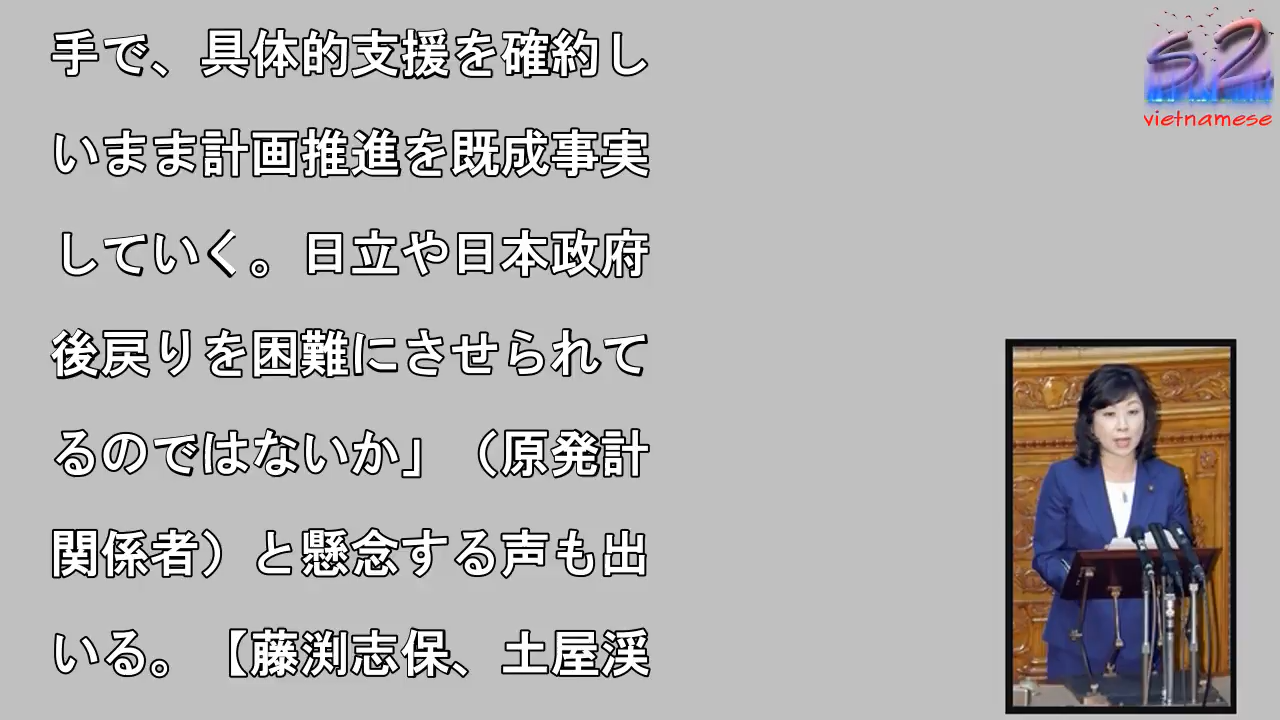 手で、具体的支援を確約し
いまま計画推進を既成事実
していく。日立や日本政府
後戻りを困難にさせられて
るのではないか」（原発計
関係者）と懸念する声も出
いる。【藤渕志保、土屋渓
s2
vietnamese